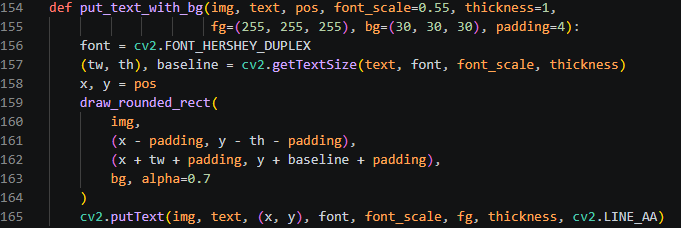 154 def put_text_with_bg(img, text, pos, font_scale=0.55, thickness=1,
155                      fg=(255, 255, 255), bg=(30, 30, 30), padding=4):
156     font = cv2.FONT_HERSHEY_DUPLEX
157     (tw, th), baseline = cv2.getTextSize(text, font, font_scale, thickness)
158     x, y = pos
159     draw_rounded_rect(
160         img,
161         (x - padding, y - th - padding),
162         (x + tw + padding, y + baseline + padding),
163         bg, alpha=0.7
164     )
165     cv2.putText(img, text, (x, y), font, font_scale, fg, thickness, cv2.LINE_AA)